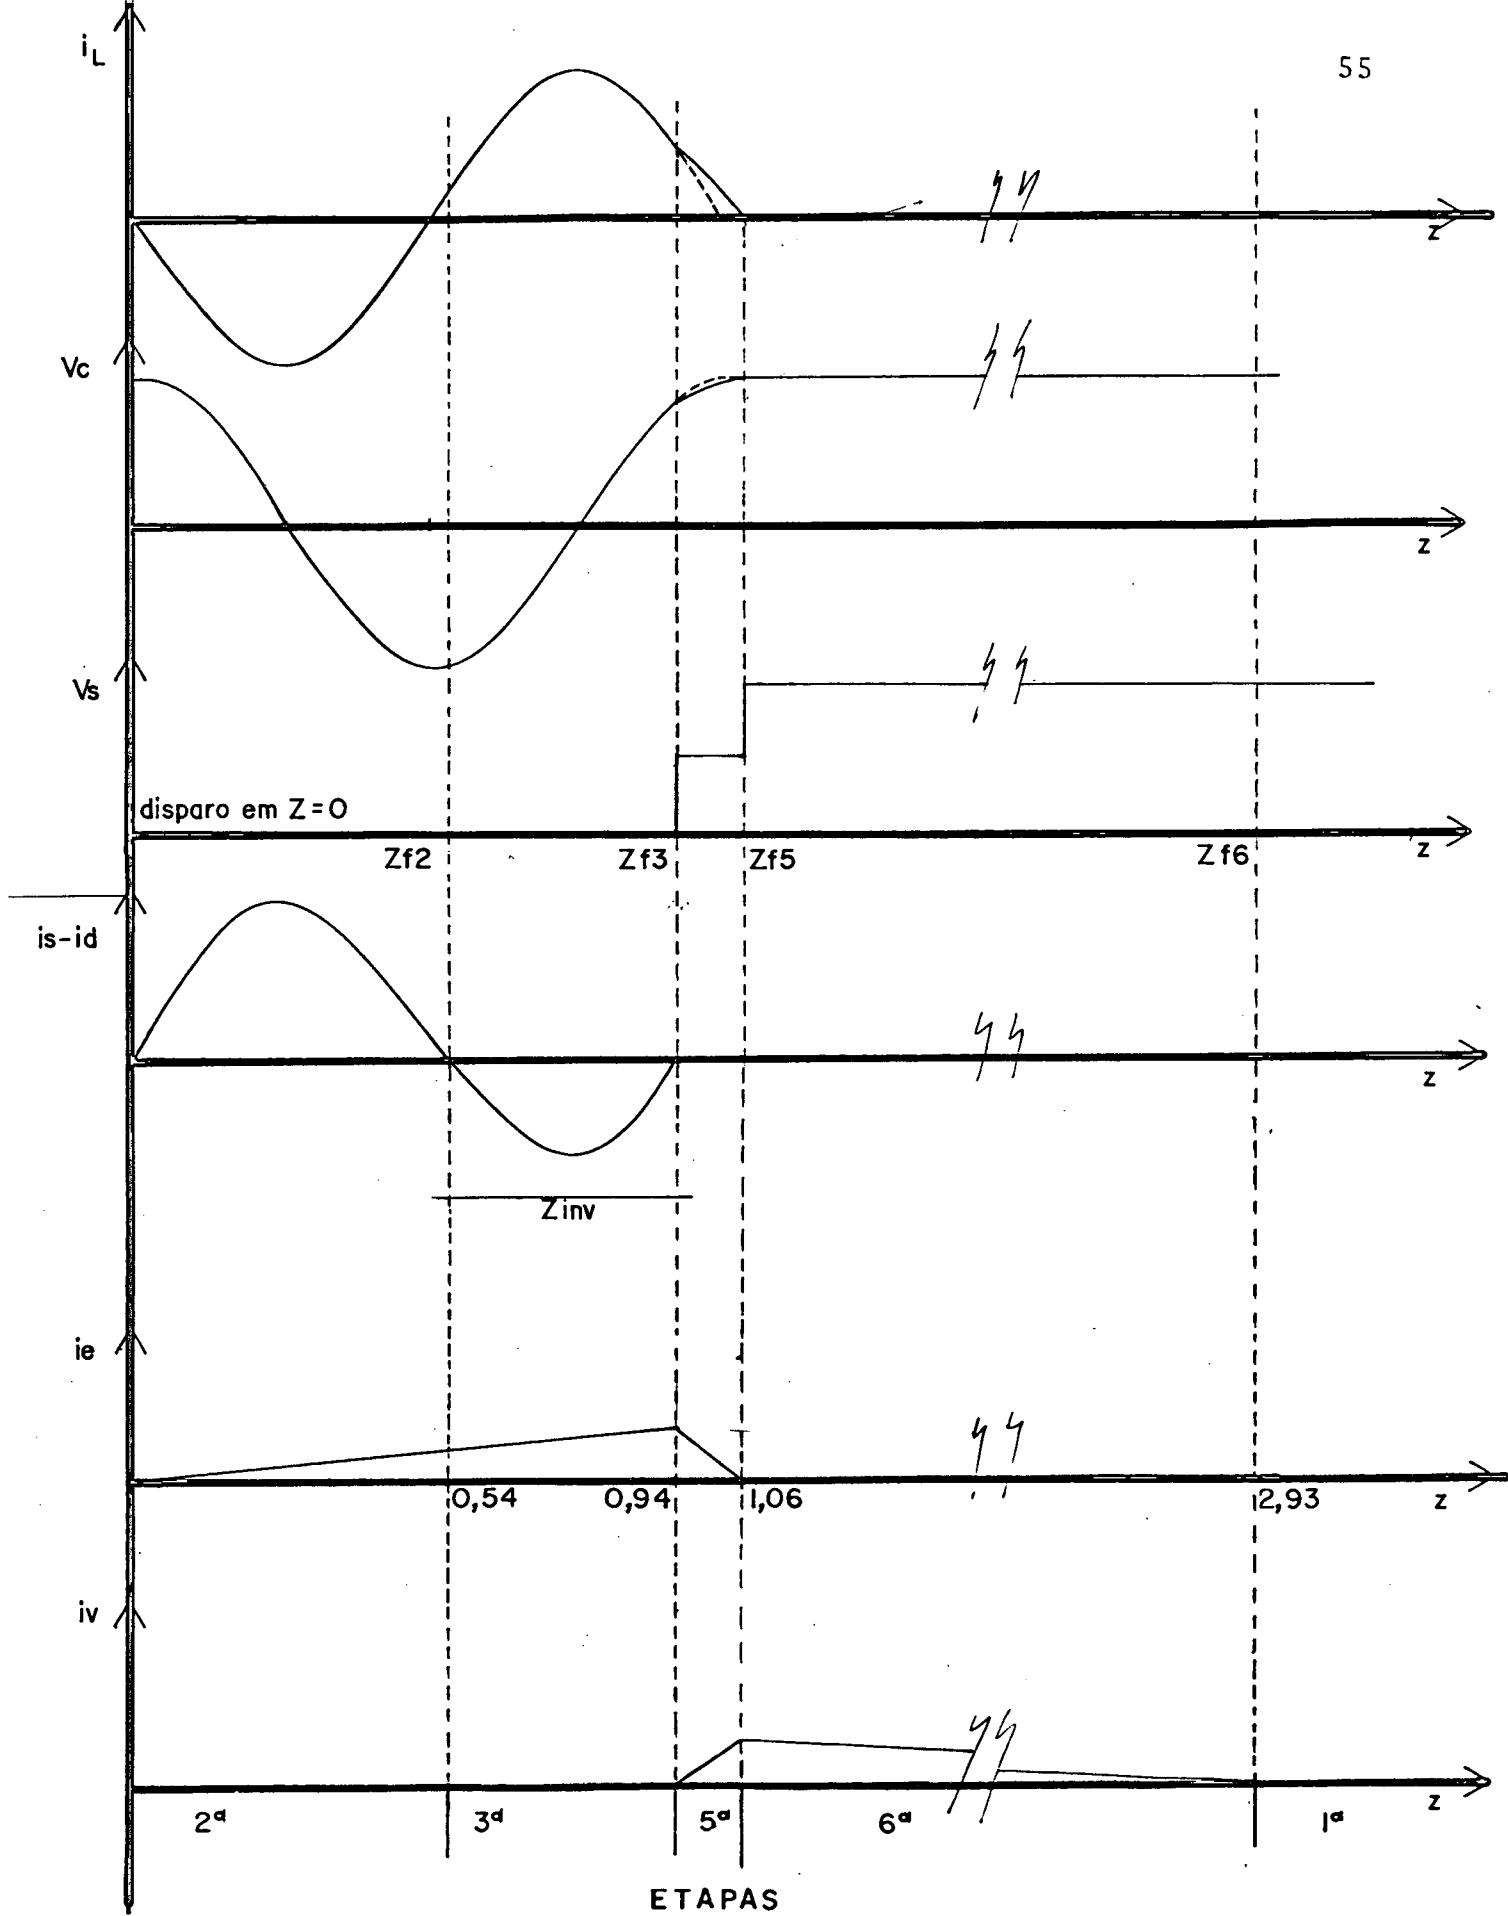 55
iL
z
Vc
z
Vs
disparo em Z=0
Zf2 Zf3 Zf5 Zf6 z
is-id
z
Zinv
ie
0,54 0,94 1,06 2,93 z
iv
z
2ª 3ª 5ª 6ª 1ª
ETAPAS